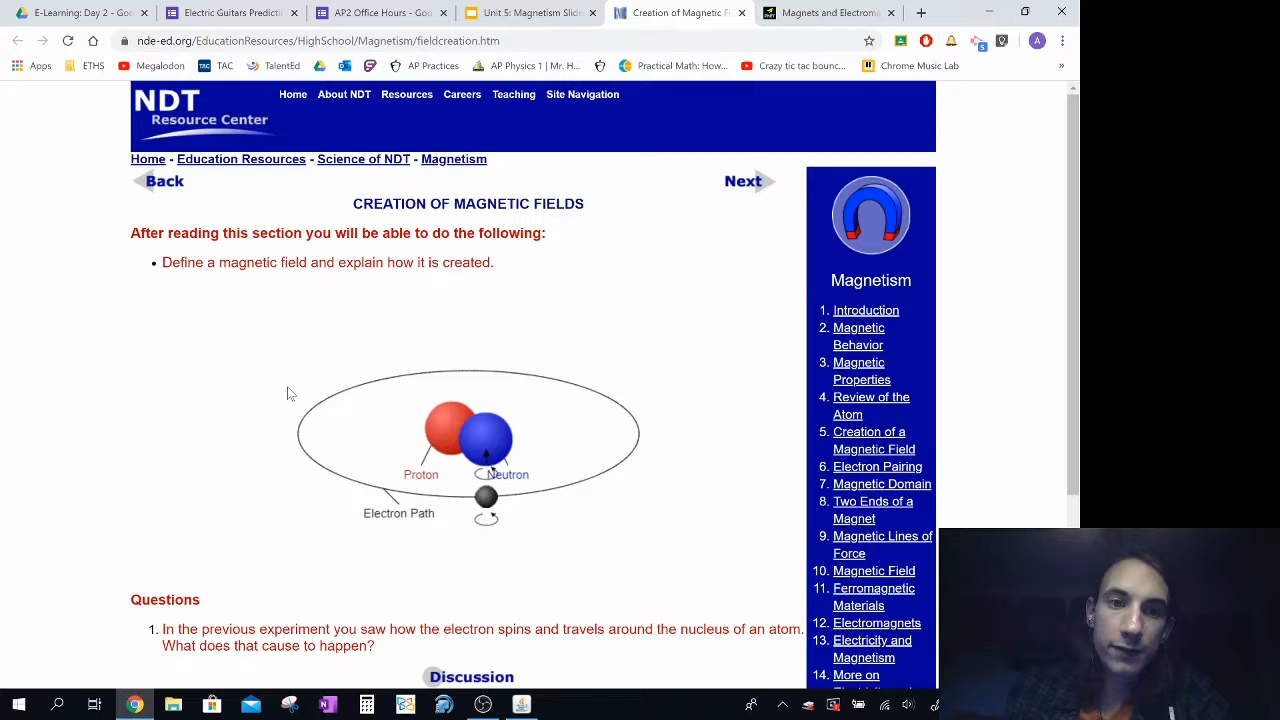 Learning - Day 2 - Goo
AP1 Office Hours - Go
AP2 Office Hours - Go
Unit 5: Magnetism Slide
Creation of Magnetic Fi
Magnets and Electrome
nde-ed.org/EducationResources/HighSchool/Magnetism/fieldcreation.htm
A
Apps
ETHS
Megalodon
TAC
TalentEd
AP Practices
AP Physics 1 | Mr. H...
Practical Math: How...
Crazy tic tac bounc...
Chrome Music Lab
»
NDT
Resource Center
Home About NDT Resources Careers Teaching Site Navigation
Home - Education Resources - Science of NDT - Magnetism
Back
Next
CREATION OF MAGNETIC FIELDS
After reading this section you will be able to do the following:
• Define a magnetic field and explain how it is created.
Proton
Neutron
Electron Path
Questions
1. In the previous experiment you saw how the electron spins and travels around the nucleus of an atom.
What does that cause to happen?
Discussion
Magnetism
1. Introduction
2. Magnetic
Behavior
3. Magnetic
Properties
4. Review of the
Atom
5. Creation of a
Magnetic Field
6. Electron Pairing
7. Magnetic Domain
8. Two Ends of a
Magnet
9. Magnetic Lines of
Force
10. Magnetic Field
11. Ferromagnetic
Materials
12. Electromagnets
13. Electricity and
Magnetism
14. More on